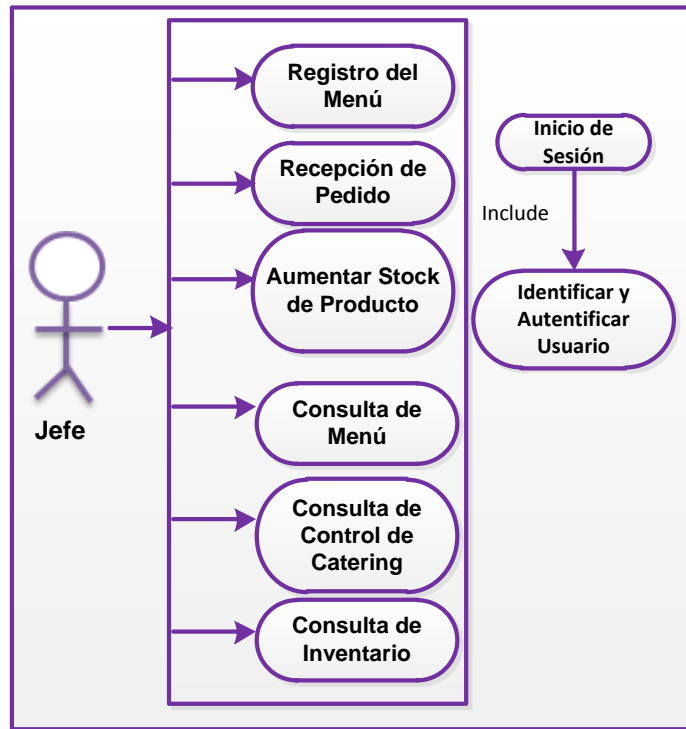 Registro del
Menú
Recepción de
Pedido
Aumentar Stock
de Producto
Consulta de
Menú
Consulta de
Control de
Catering
Consulta de
Inventario
Jefe
Inicio de
Sesión
Include
Identificar y
Autentificar
Usuario